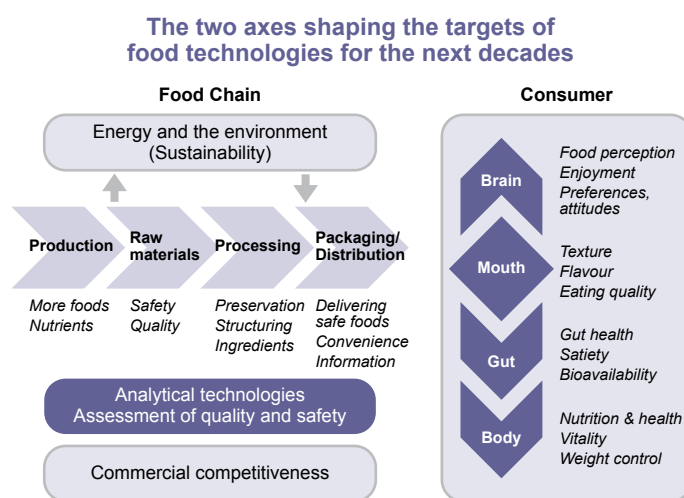 The two axes shaping the targets of
food technologies for the next decades
Food Chain
Energy and the environment
(Sustainability)
Production
Raw
materials
Processing
Packaging/
Distribution
More foods
Nutrients
Safety
Quality
Preservation
Structuring
Ingredients
Delivering
safe foods
Convenience
Information
Analytical technologies
Assessment of quality and safety
Commercial competitiveness
Consumer
Brain
Food perception
Enjoyment
Preferences,
attitudes
Mouth
Texture
Flavour
Eating quality
Gut
Gut health
Satiety
Bioavailability
Body
Nutrition & health
Vitality
Weight control